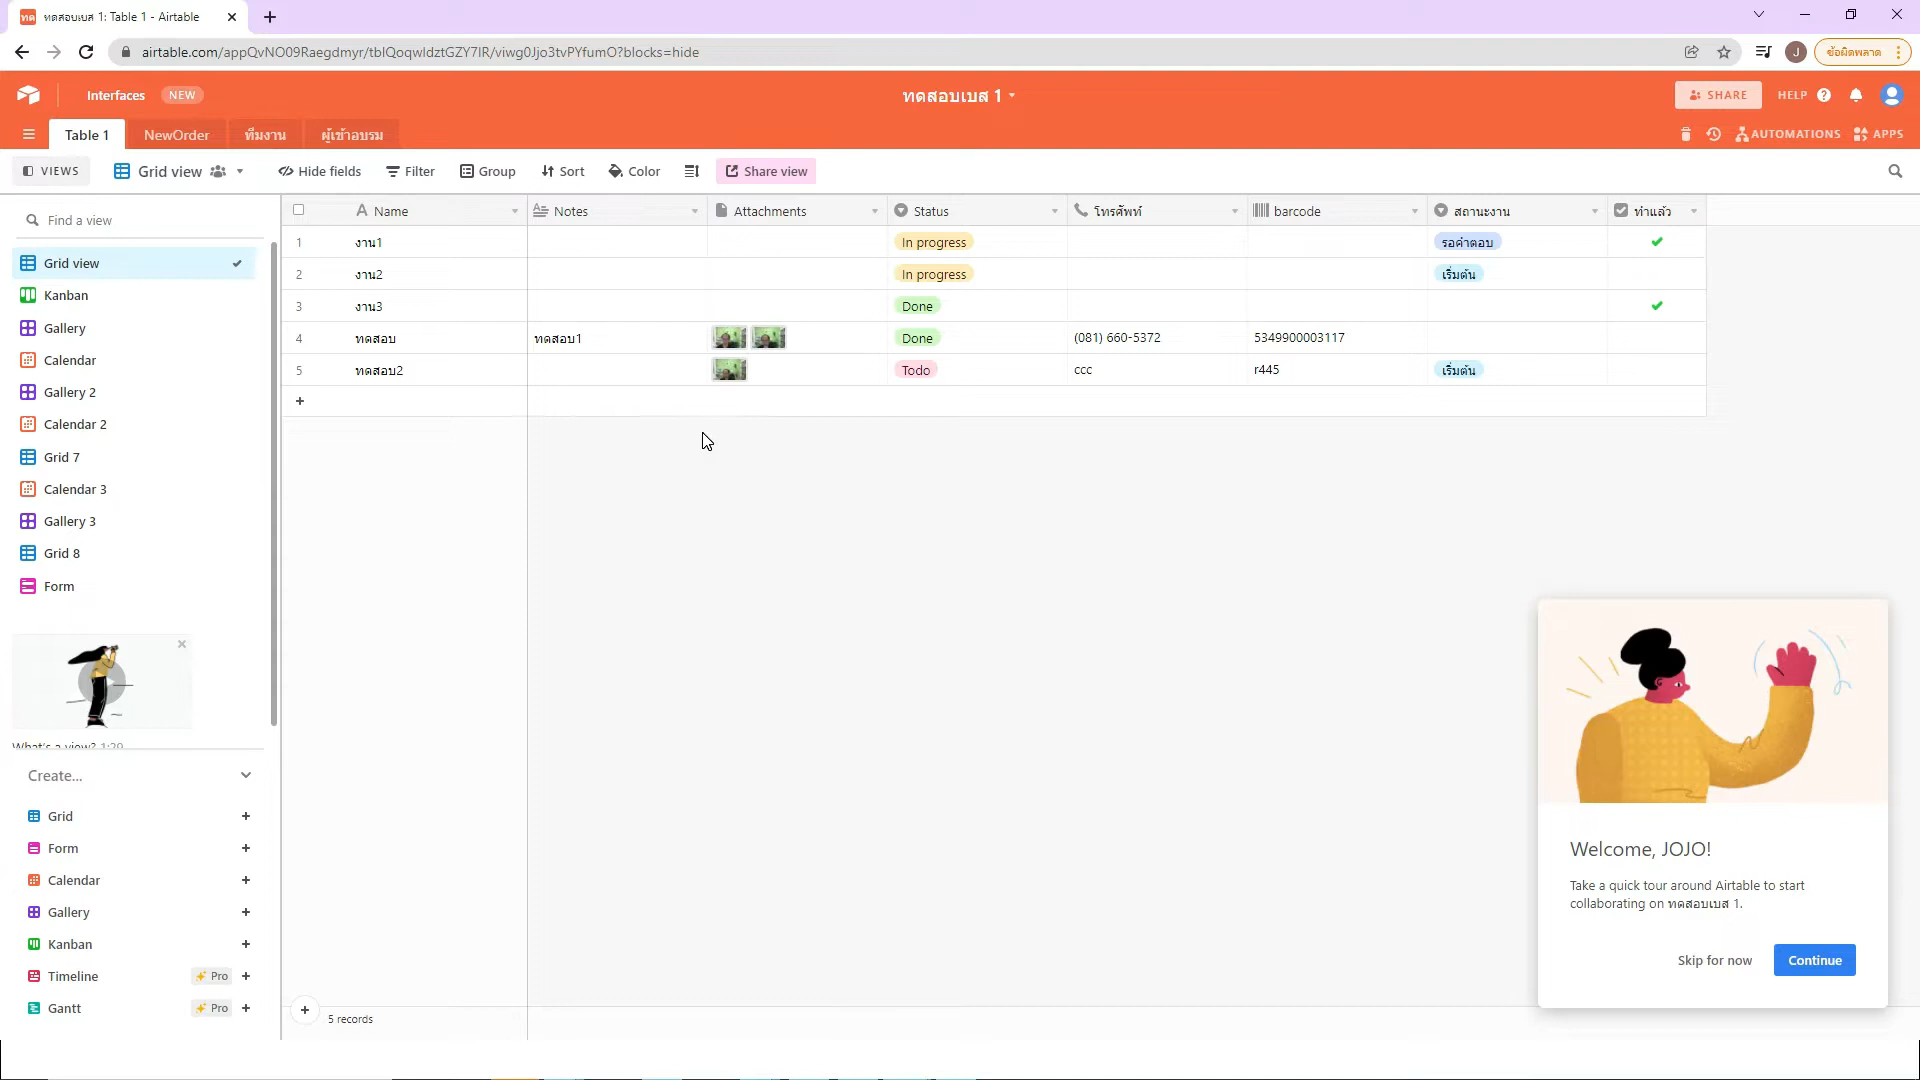 ทด ทดสอบเบส 1: Table 1 - Airtable
airtable.com/appQvNO09Raegdmyr/tblQoqwIdztGZY7IR/viwg0Jjo3tvPYfumO?blocks=hide
J ข้อผิดพลาด
Interfaces NEW ทดสอบเบส 1 SHARE HELP
Table 1 NewOrder ทีมงาน ผู้เข้าอบรม AUTOMATIONS APPS
VIEWS Grid view Hide fields Filter Group Sort Color Share view
Find a view
Name Notes Attachments Status โทรศัพท์ barcode สถานะงาน ทำแล้ว
1 งาน1 In progress รอคำตอบ
2 งาน2 In progress เริ่มต้น
3 งาน3 Done
4 ทดสอบ ทดสอบ1 Done (081) 660-5372 5349900003117
5 ทดสอบ2 Todo ccc r445 เริ่มต้น
Grid view
Kanban
Gallery
Calendar
Gallery 2
Calendar 2
Grid 7
Calendar 3
Gallery 3
Grid 8
Form
What's a view? 1:29
Create...
Grid
Form
Calendar
Gallery
Kanban
Timeline Pro
Gantt Pro
5 records
Welcome, JOJO!
Take a quick tour around Airtable to start
collaborating on ทดสอบเบส 1.
Skip for now Continue